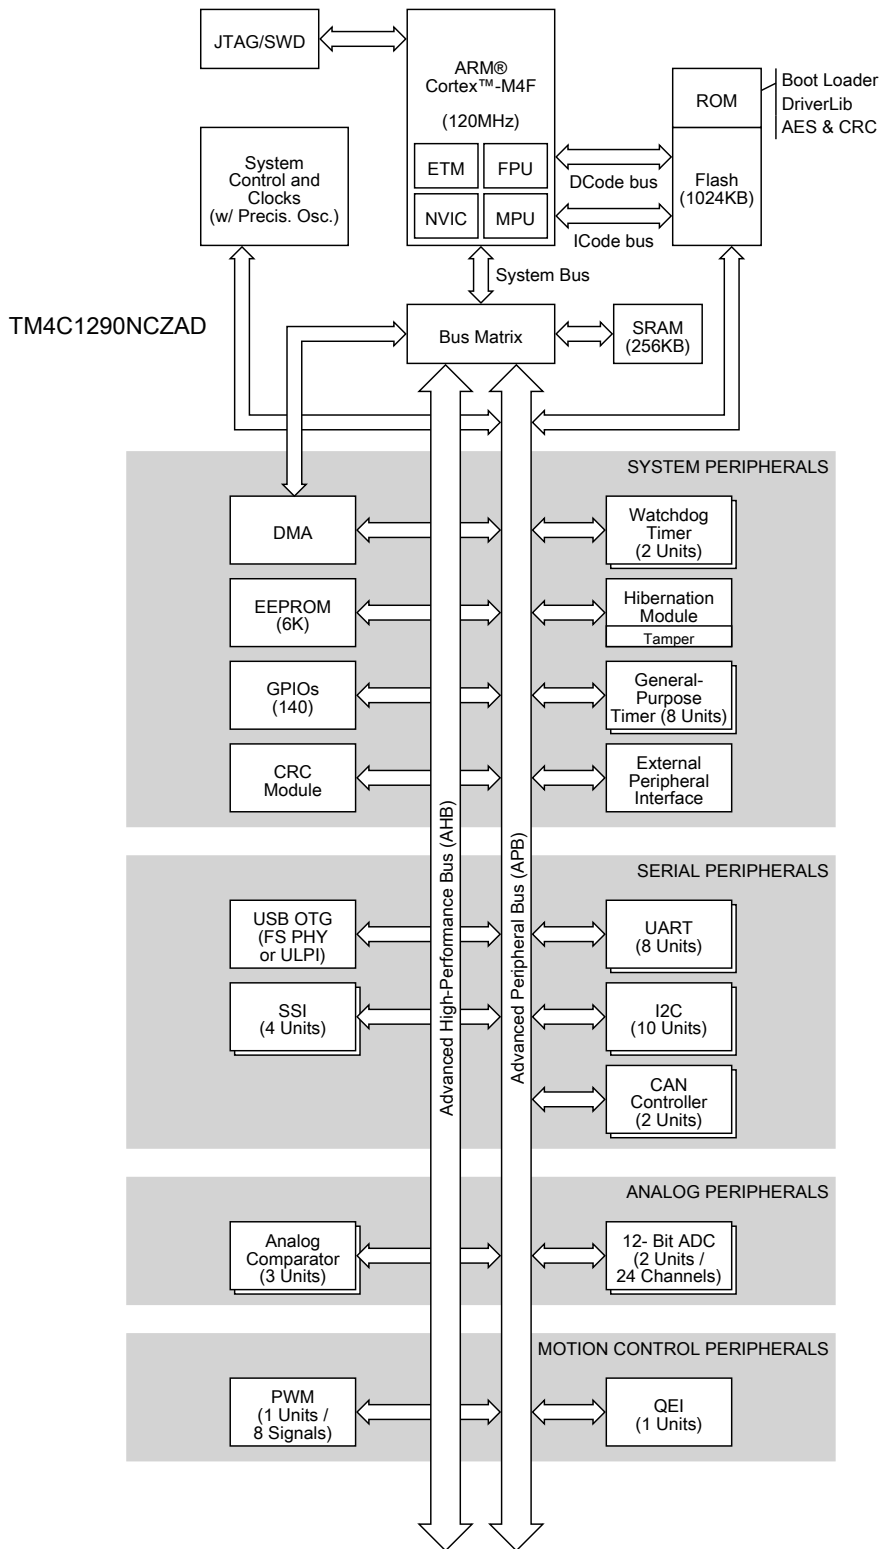 JTAG/SWD
ARM®
Cortex™-M4F
(120MHz)
ETM
FPU
NVIC
MPU
ROM
Boot Loader
DriverLib
AES & CRC
Flash
(1024KB)
DCode bus
ICode bus
System
Control and
Clocks
(w/ Precis. Osc.)
System Bus
TM4C1290NCZAD
Bus Matrix
SRAM
(256KB)
SYSTEM PERIPHERALS
DMA
Watchdog
Timer
(2 Units)
EEPROM
(6K)
Hibernation
Module
Tamper
GPIOs
(140)
General-
Purpose
Timer (8 Units)
CRC
Module
External
Peripheral
Interface
Advanced High-Performance Bus (AHB)
Advanced Peripheral Bus (APB)
SERIAL PERIPHERALS
USB OTG
(FS PHY
or ULPI)
UART
(8 Units)
SSI
(4 Units)
I2C
(10 Units)
CAN
Controller
(2 Units)
ANALOG PERIPHERALS
Analog
Comparator
(3 Units)
12- Bit ADC
(2 Units /
24 Channels)
MOTION CONTROL PERIPHERALS
PWM
(1 Units /
8 Signals)
QEI
(1 Units)